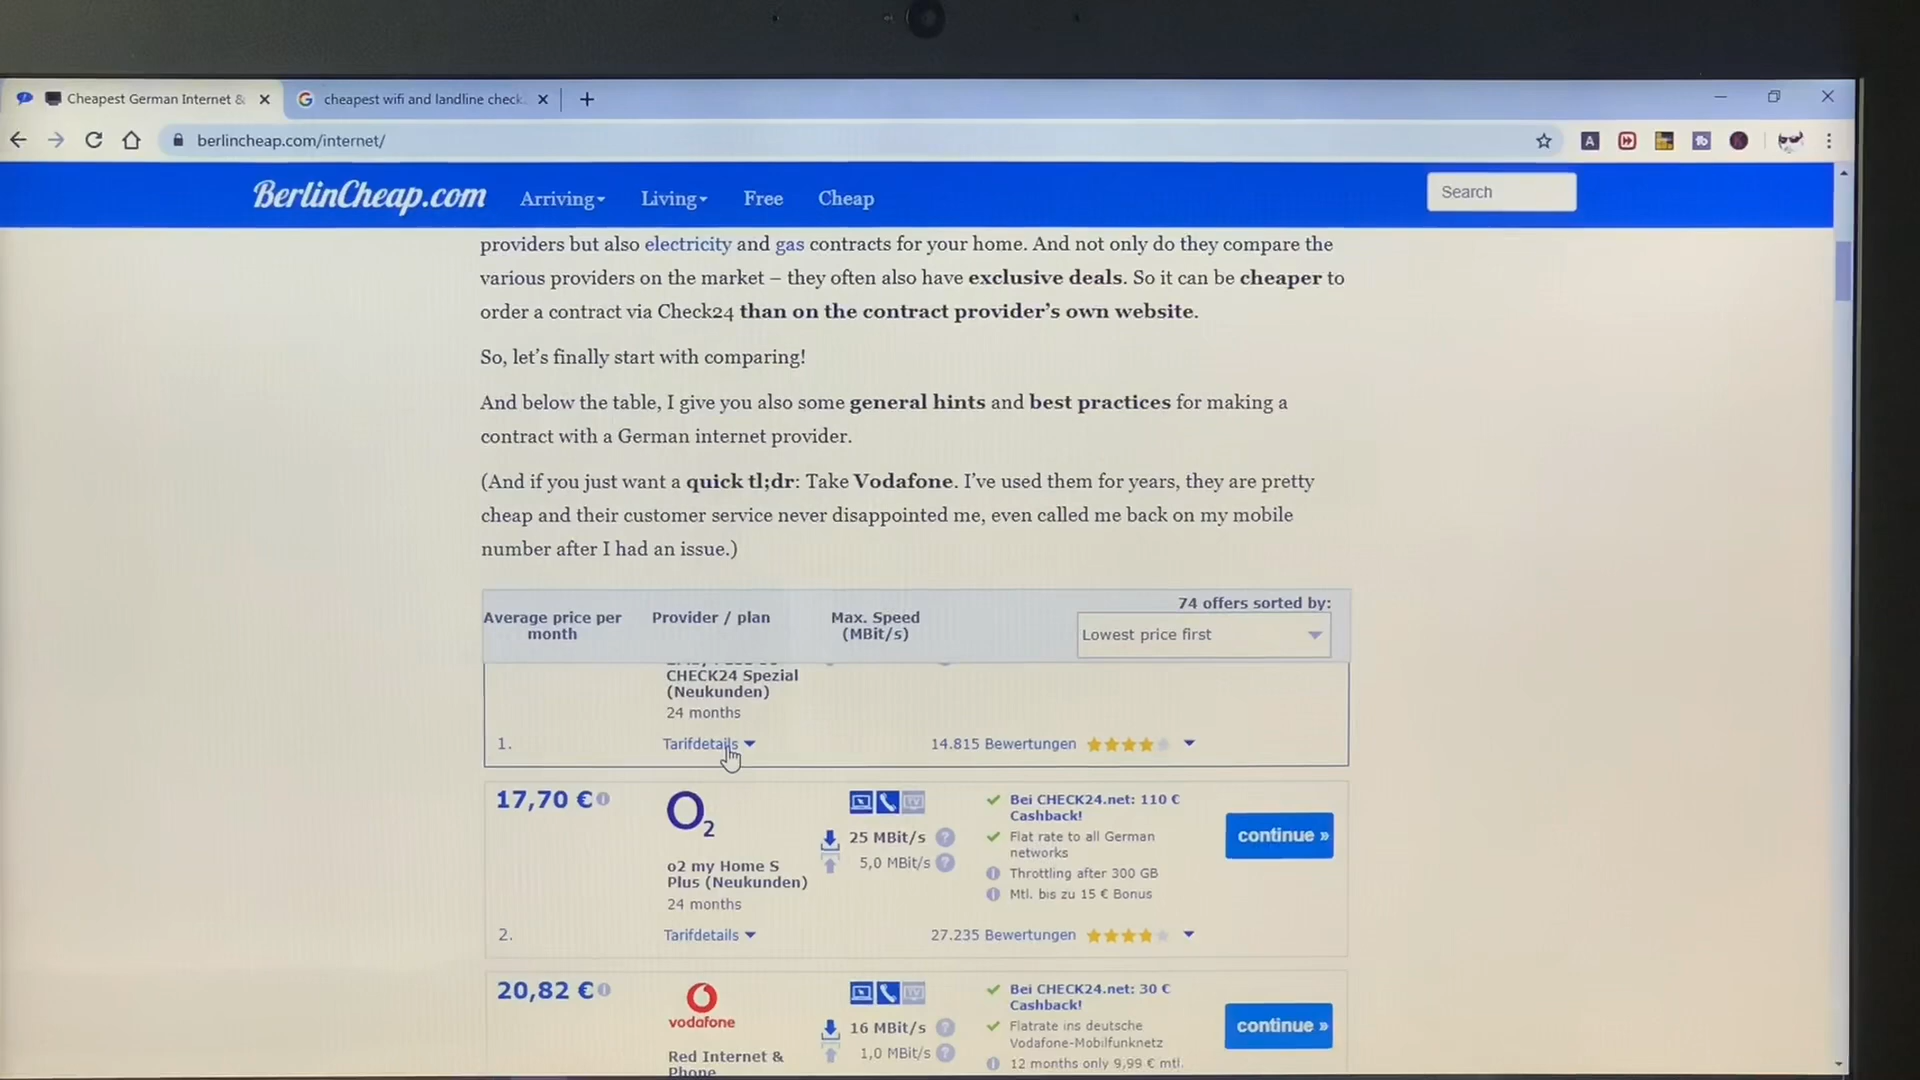 Cheapest German Internet &
cheapest wifi and landline check
berlincheap.com/internet/
BerlinCheap.com
Arriving
Living
Free
Cheap
Search
providers but also electricity and gas contracts for your home. And not only do they compare the
various providers on the market – they often also have exclusive deals. So it can be cheaper to
order a contract via Check24 than on the contract provider's own website.
So, let's finally start with comparing!
And below the table, I give you also some general hints and best practices for making a
contract with a German internet provider.
(And if you just want a quick tl;dr: Take Vodafone. I've used them for years, they are pretty
cheap and their customer service never disappointed me, even called me back on my mobile
number after I had an issue.)
Average price per
month
Provider / plan
Max. Speed
(MBit/s)
74 offers sorted by:
Lowest price first
CHECK24 Spezial
(Neukunden)
24 months
1.
Tarifdetails
14.815 Bewertungen
17,70 €
O2
o2 my Home S
Plus (Neukunden)
24 months
TV
25 MBit/s
5,0 MBit/s
Bei CHECK24.net: 110 €
Cashback!
Flat rate to all German
networks
Throttling after 300 GB
Mtl. bis zu 15 € Bonus
continue »
2.
Tarifdetails
27.235 Bewertungen
20,82 €
vodafone
Red Internet &
Phone
TV
16 MBit/s
1,0 MBit/s
Bei CHECK24.net: 30 €
Cashback!
Flatrate ins deutsche
Vodafone-Mobilfunknetz
12 months only 9,99 € mtl.
continue »